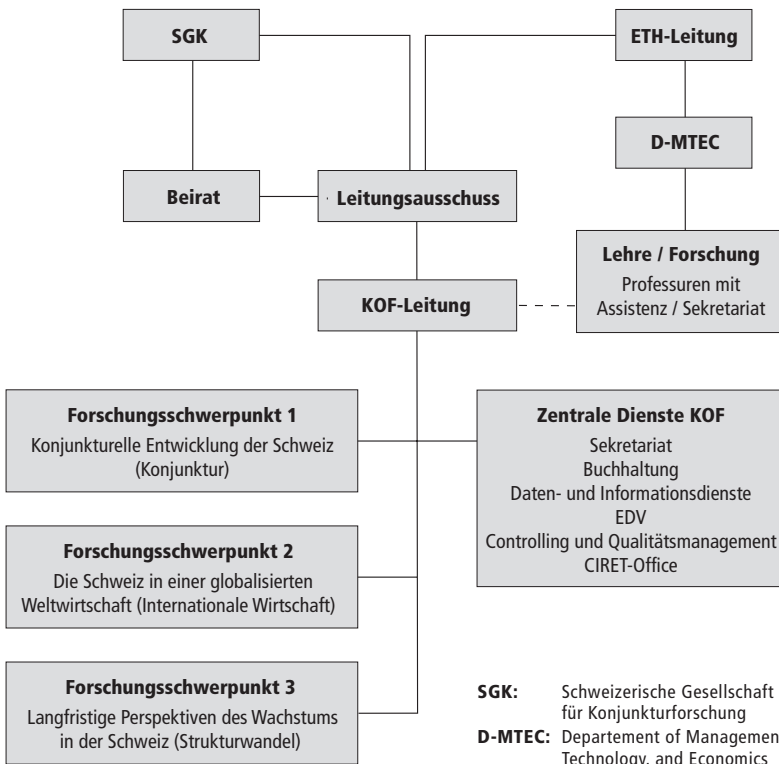 SGK
ETH-Leitung
D-MTEC
Beirat
Leitungsausschuss
Lehre / Forschung
Professuren mit
Assistenz / Sekretariat
KOF-Leitung
Forschungsschwerpunkt 1
Konjunkturelle Entwicklung der Schweiz
(Konjunktur)
Zentrale Dienste KOF
Sekretariat
Buchhaltung
Daten- und Informationsdienste
EDV
Controlling und Qualitätsmanagement
CIRET-Office
Forschungsschwerpunkt 2
Die Schweiz in einer globalisierten
Weltwirtschaft (Internationale Wirtschaft)
Forschungsschwerpunkt 3
Langfristige Perspektiven des Wachstums
in der Schweiz (Strukturwandel)
SGK: Schweizerische Gesellschaft
für Konjunkturforschung
D-MTEC: Departement of Managemen
Technology, and Economics